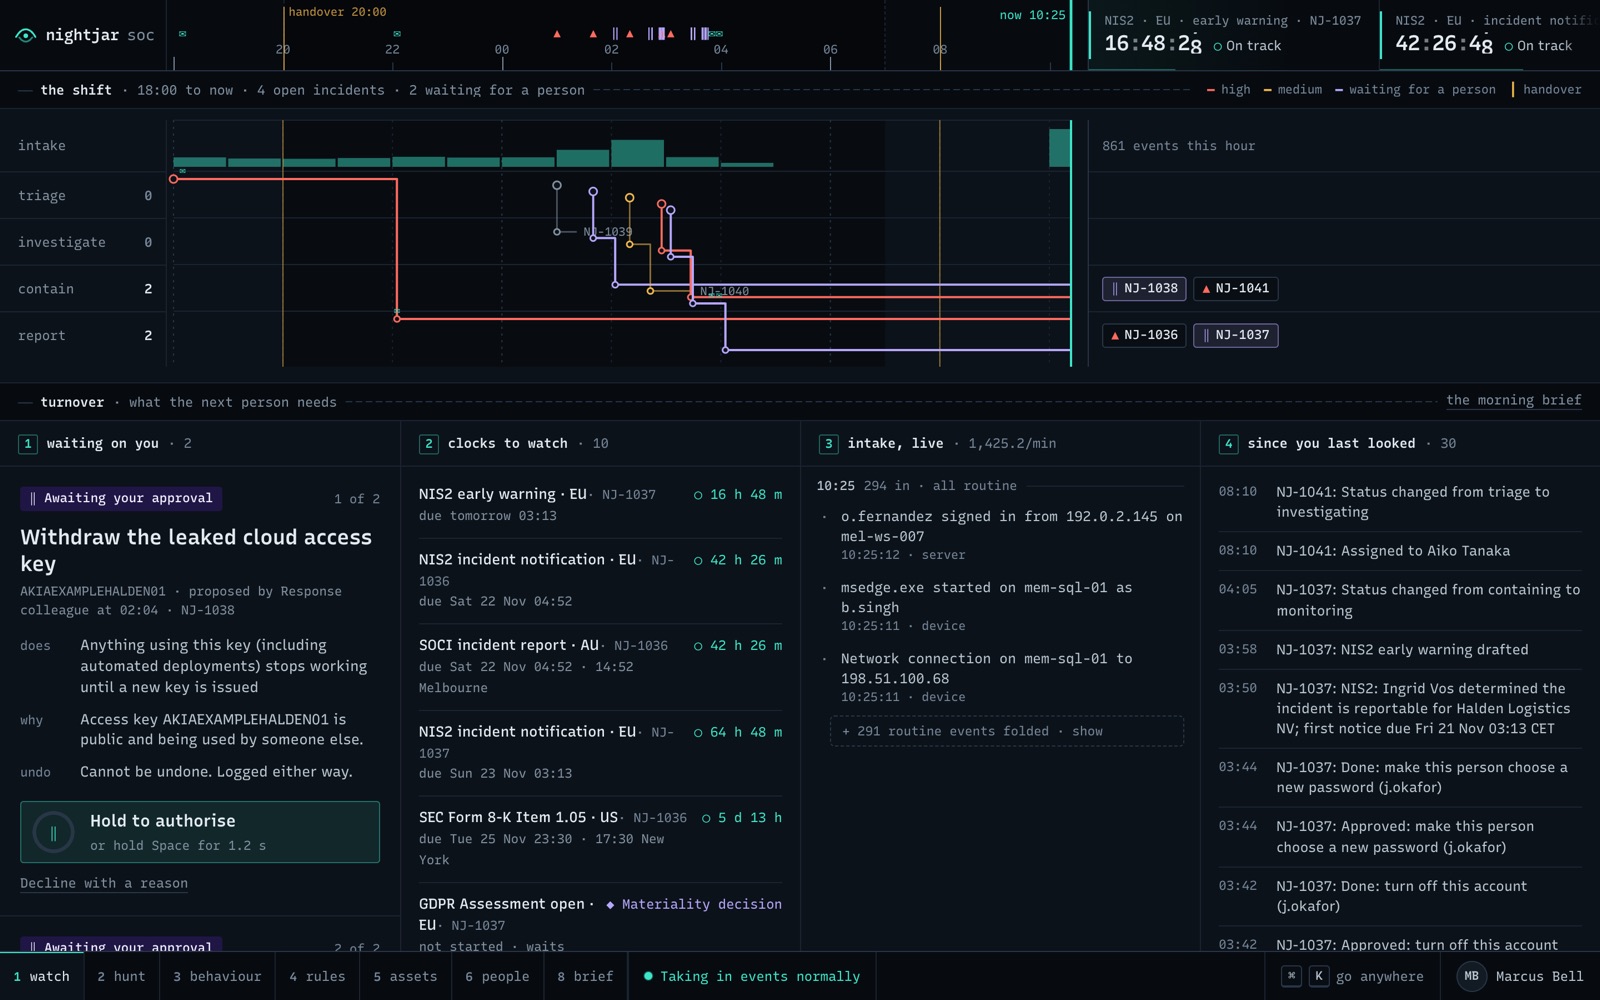 nightjar soc
handover 20:00
now 10:25
20 22 00 02 04 06 08
NIS2 · EU · early warning · NJ-1037
16:48:28 ○ On track
NIS2 · EU · incident notifi
42:26:48 ○ On track
the shift · 18:00 to now · 4 open incidents · 2 waiting for a person
high medium waiting for a person handover
intake
861 events this hour
triage 0
investigate 0
NJ-1039
contain 2
NJ-1040
NJ-1038 NJ-1041
report 2
NJ-1036 NJ-1037
turnover · what the next person needs
the morning brief
1 waiting on you · 2
Awaiting your approval 1 of 2
Withdraw the leaked cloud access
key
AKIAEXAMPLEHALDEN01 · proposed by Response
colleague at 02:04 · NJ-1038
does Anything using this key (including
automated deployments) stops working
until a new key is issued
why Access key AKIAEXAMPLEHALDEN01 is
public and being used by someone else.
undo Cannot be undone. Logged either way.
Hold to authorise
or hold Space for 1.2 s
Decline with a reason
Awaiting your approval 2 of 2
2 clocks to watch · 10
NIS2 early warning · EU· NJ-1037 ○ 16 h 48 m
due tomorrow 03:13
NIS2 incident notification · EU· NJ- ○ 42 h 26 m
1036
due Sat 22 Nov 04:52
SOCI incident report · AU· NJ-1036 ○ 42 h 26 m
due Sat 22 Nov 04:52 · 14:52
Melbourne
NIS2 incident notification · EU· NJ- ○ 64 h 48 m
1037
due Sun 23 Nov 03:13
SEC Form 8-K Item 1.05 · US· NJ-1036 ○ 5 d 13 h
due Tue 25 Nov 23:30 · 17:30 New
York
GDPR Assessment open · ◆ Materiality decision
EU· NJ-1037
not started · waits
3 intake, live · 1,425.2/min
10:25 294 in · all routine
· o.fernandez signed in from 192.0.2.145 on
mel-ws-007
10:25:12 · server
· msedge.exe started on mem-sql-01 as
b.singh
10:25:11 · device
· Network connection on mem-sql-01 to
198.51.100.68
10:25:11 · device
+ 291 routine events folded · show
4 since you last looked · 30
08:10 NJ-1041: Status changed from triage to
investigating
08:10 NJ-1041: Assigned to Aiko Tanaka
04:05 NJ-1037: Status changed from containing to
monitoring
03:58 NJ-1037: NIS2 early warning drafted
03:50 NJ-1037: NIS2: Ingrid Vos determined the
incident is reportable for Halden Logistics
NV; first notice due Fri 21 Nov 03:13 CET
03:44 NJ-1037: Done: make this person choose a
new password (j.okafor)
03:44 NJ-1037: Approved: make this person
choose a new password (j.okafor)
03:42 NJ-1037: Done: turn off this account
(j.okafor)
03:42 NJ-1037: Approved: turn off this account
1 watch 2 hunt 3 behaviour 4 rules 5 assets 6 people 8 brief
Taking in events normally
⌘ K go anywhere
MB Marcus Bell